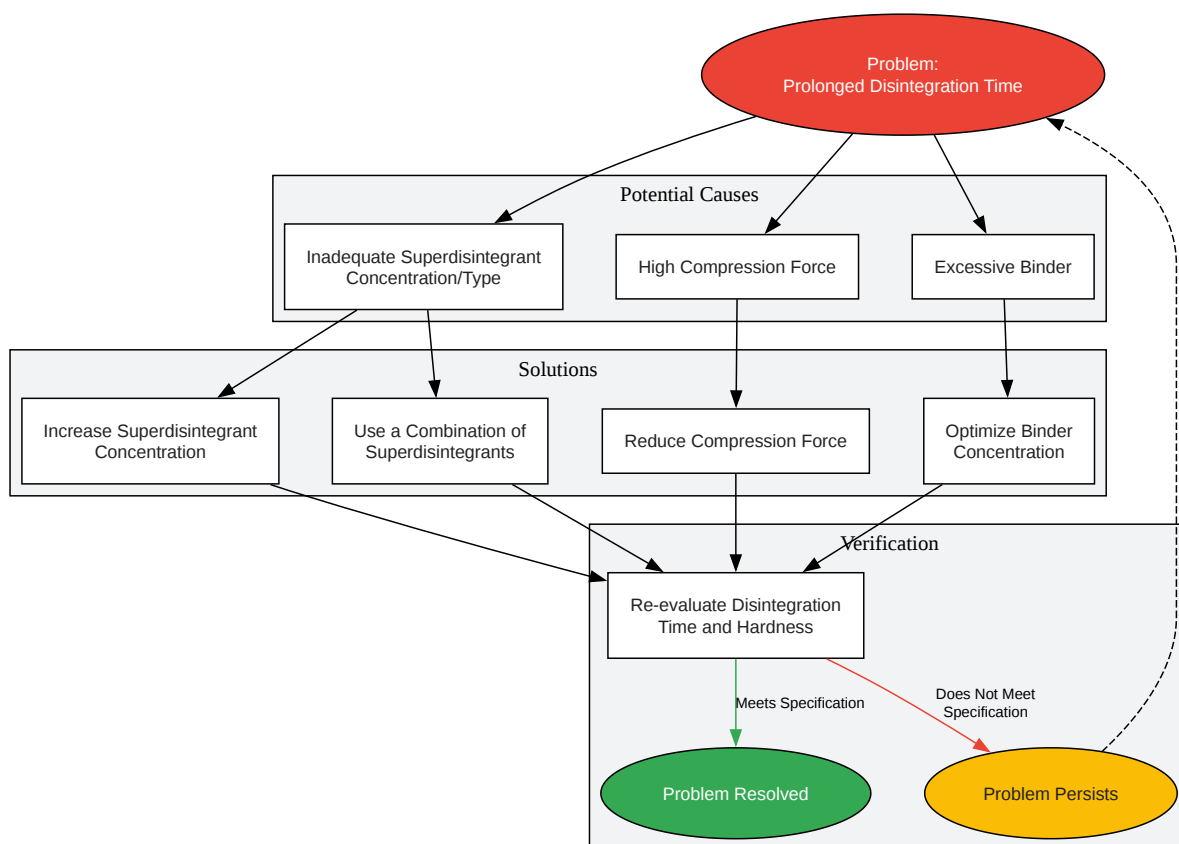 Problem:
Prolonged Disintegration Time
Potential Causes
Inadequate Superdisintegrant
Concentration/Type
High Compression Force
Excessive Binder
Solutions
Increase Superdisintegrant
Concentration
Use a Combination of
Superdisintegrants
Reduce Compression Force
Optimize Binder
Concentration
Verification
Re-evaluate Disintegration
Time and Hardness
Meets Specification
Does Not Meet
Specification
Problem Resolved
Problem Persists